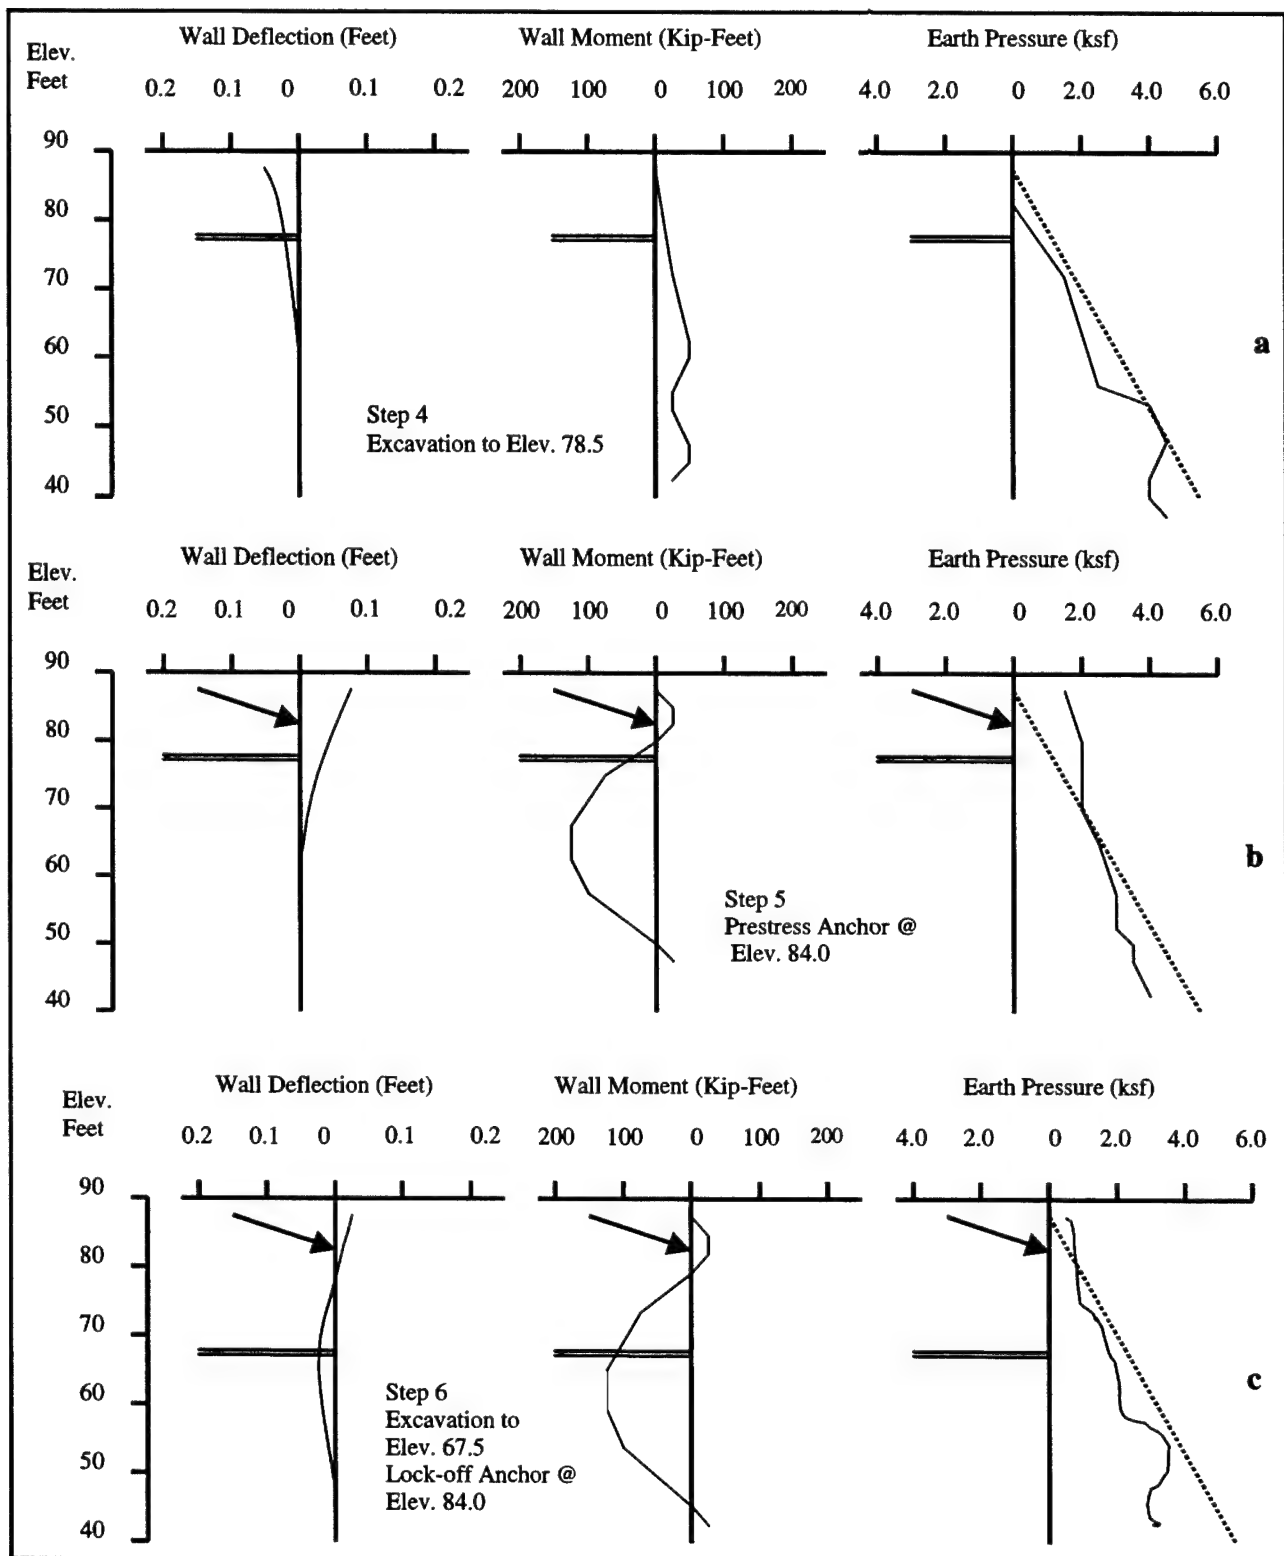 Wall Deflection (Feet) Wall Moment (Kip-Feet) Earth Pressure (ksf)
Elev.
Feet
0.2 0.1 0 0.1 0.2 200 100 0 100 200 4.0 2.0 0 2.0 4.0 6.0
90
80
70
60
50
40
a
Step 4
Excavation to Elev. 78.5
Wall Deflection (Feet) Wall Moment (Kip-Feet) Earth Pressure (ksf)
Elev.
Feet
0.2 0.1 0 0.1 0.2 200 100 0 100 200 4.0 2.0 0 2.0 4.0 6.0
90
80
70
60
50
40
b
Step 5
Prestress Anchor @
Elev. 84.0
Wall Deflection (Feet) Wall Moment (Kip-Feet) Earth Pressure (ksf)
Elev.
Feet
0.2 0.1 0 0.1 0.2 200 100 0 100 200 4.0 2.0 0 2.0 4.0 6.0
90
80
70
60
50
40
c
Step 6
Excavation to
Elev. 67.5
Lock-off Anchor @
Elev. 84.0